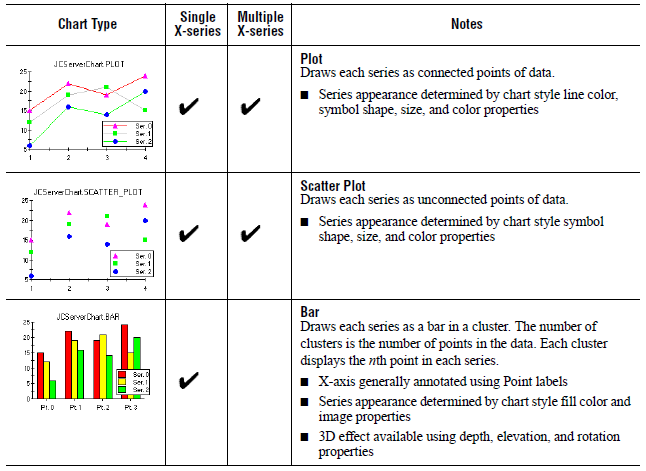 Chart Type
Single
X-series
Multiple
X-series
Notes
JCServerChart.PLOT
25
20
15
10
5
1
2
3
4
Ser. 0
Ser. 1
Ser. 2
✔
✔
Plot
Draws each series as connected points of data.
■ Series appearance determined by chart style line color,
symbol shape, size, and color properties
JCServerChart.SCATTER_PLOT
25
20
15
10
5
1
2
3
4
Ser. 0
Ser. 1
Ser. 2
✔
✔
Scatter Plot
Draws each series as unconnected points of data.
■ Series appearance determined by chart style symbol
shape, size, and color properties
JCServerChart.BAR
25
20
15
10
5
0
Pt. 0
Pt. 1
Pt. 2
Pt. 3
Ser. 0
Ser. 1
Ser. 2
✔
Bar
Draws each series as a bar in a cluster. The number of
clusters is the number of points in the data. Each cluster
displays the nth point in each series.
■ X-axis generally annotated using Point labels
■ Series appearance determined by chart style fill color and
image properties
■ 3D effect available using depth, elevation, and rotation
properties